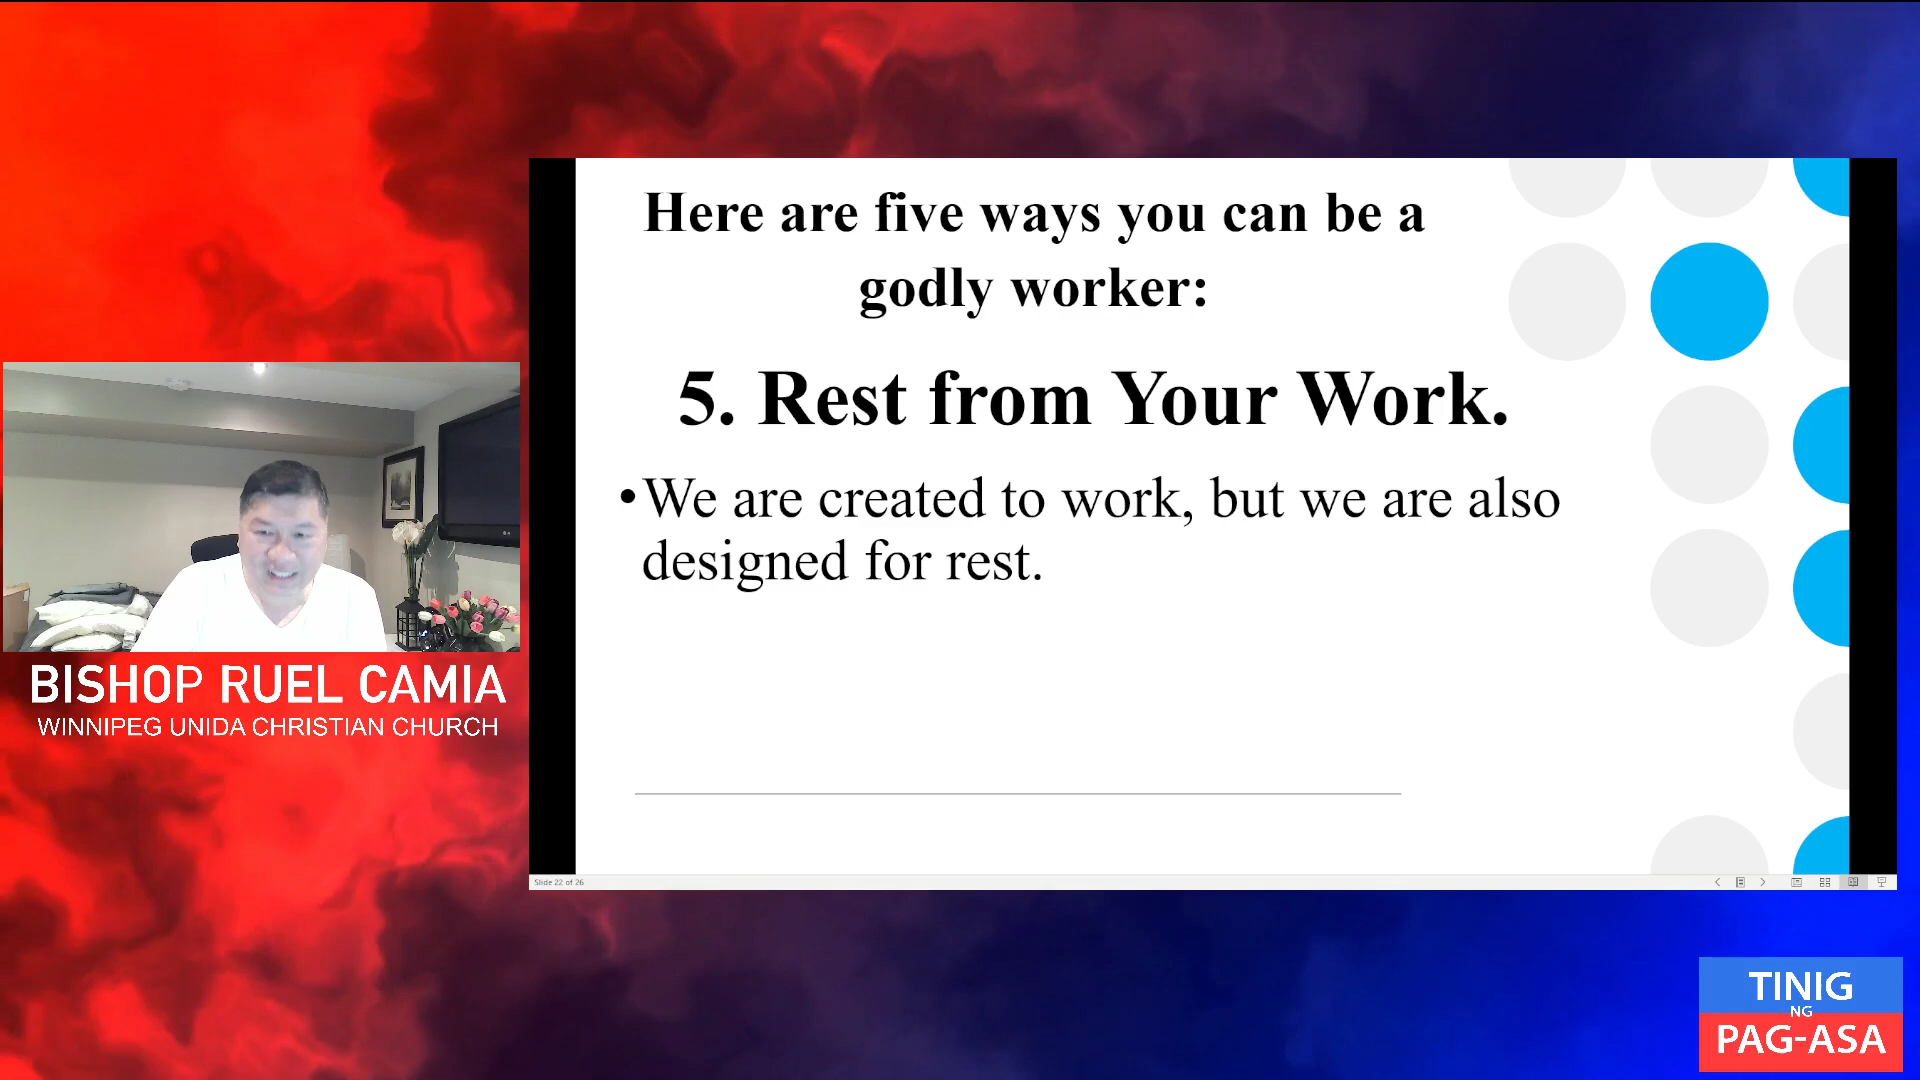 Here are five ways you can be a
godly worker:
5. Rest from Your Work.
•We are created to work, but we are also
designed for rest.
BISHOP RUEL CAMIA
WINNIPEG UNIDA CHRISTIAN CHURCH
Slide 22 of 26
TINIG
NG
PAG-ASA